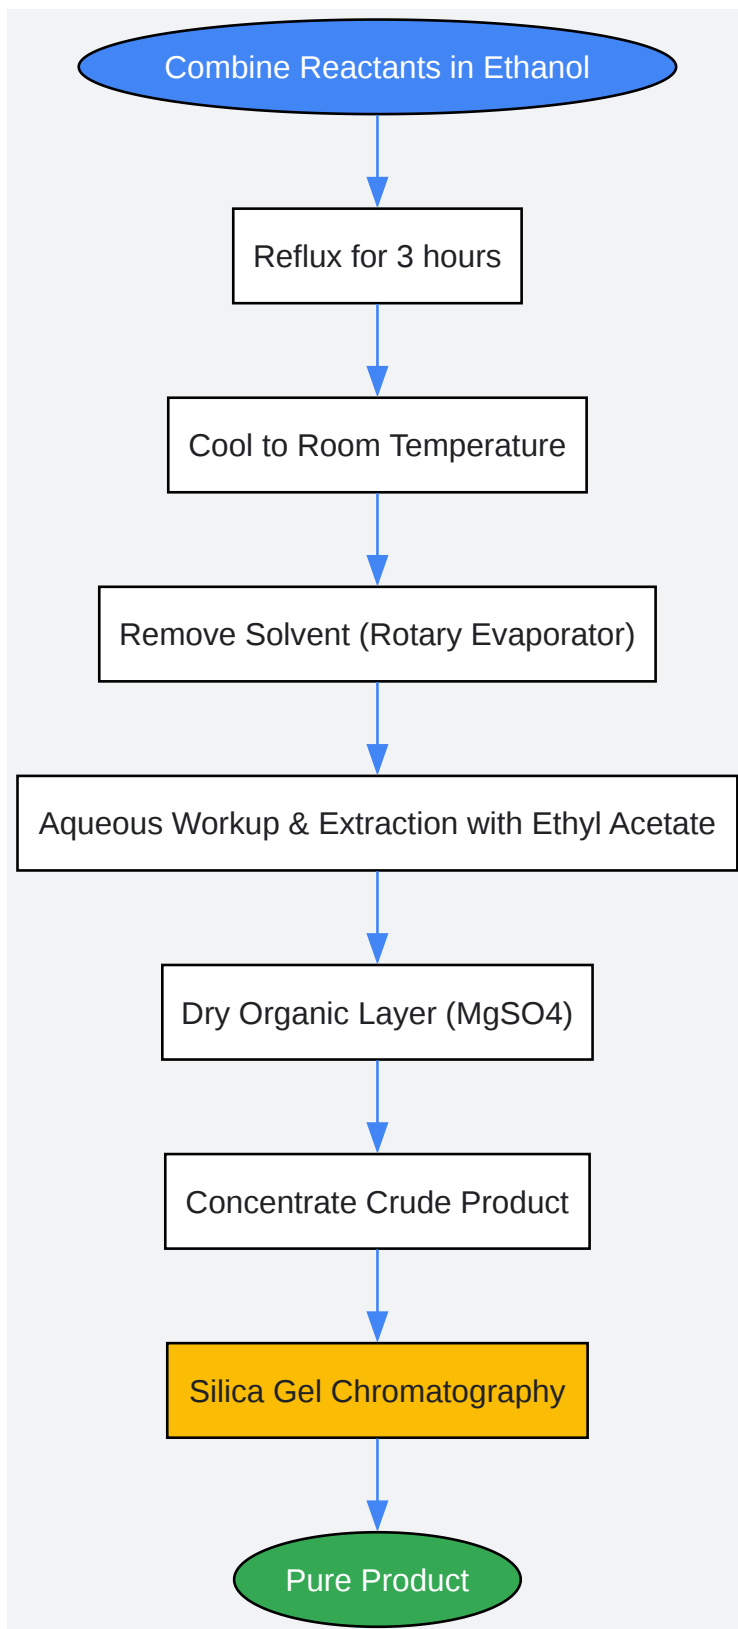 Combine Reactants in Ethanol
Reflux for 3 hours
Cool to Room Temperature
Remove Solvent (Rotary Evaporator)
Aqueous Workup & Extraction with Ethyl Acetate
Dry Organic Layer (MgSO4)
Concentrate Crude Product
Silica Gel Chromatography
Pure Product